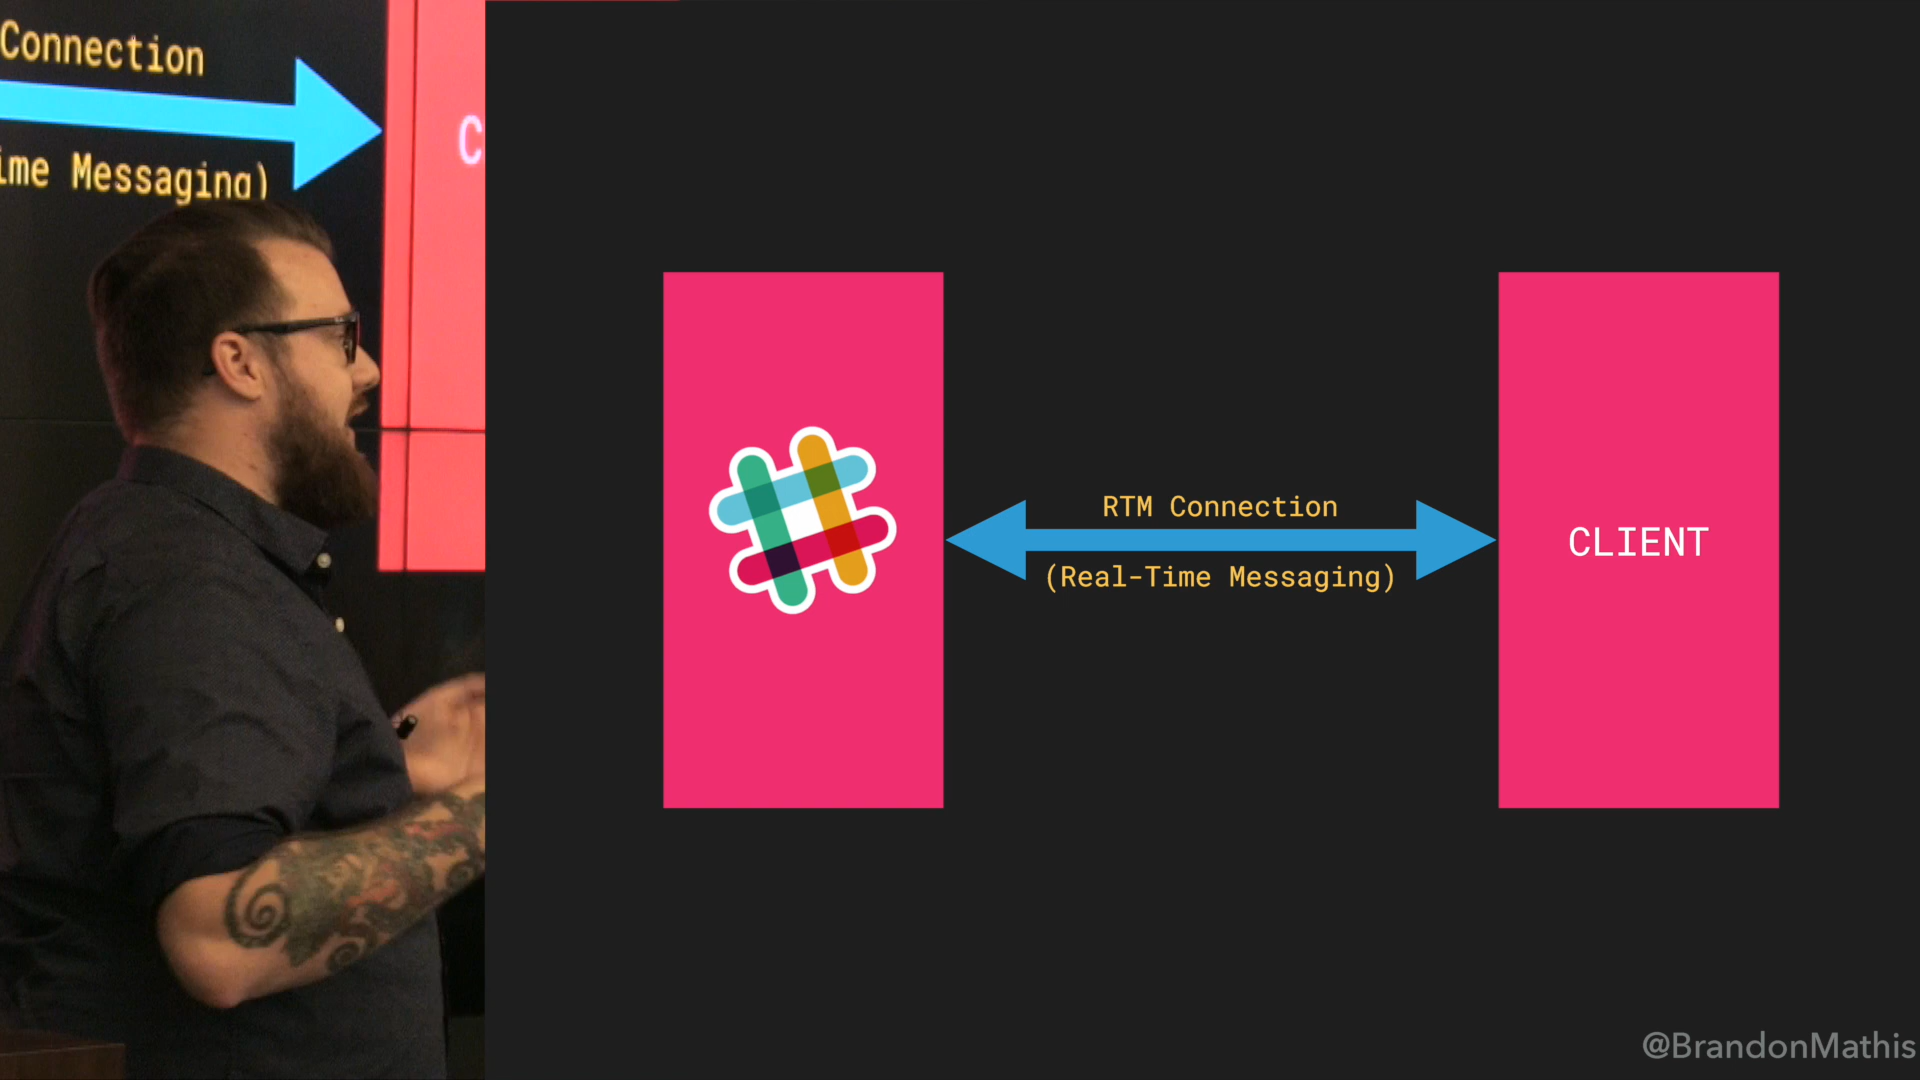 Connection
ime Messaging)
C
RTM Connection
(Real-Time Messaging)
CLIENT
@BrandonMathis